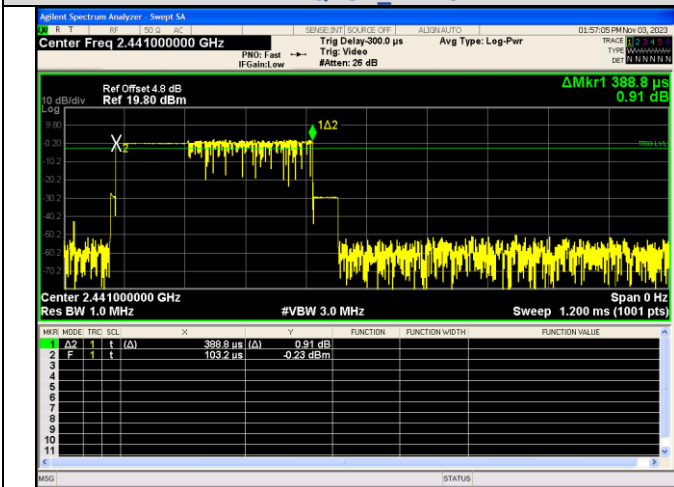 Agilent Spectrum Analyzer - Swept SA
R T RF 50 Ω AC SENSE:INT SOURCE OFF ALIGN AUTO 01:57:05 PM Nov 03, 2023
Center Freq 2.441000000 GHz
PNO: Fast
IFGain:Low
Trig Delay-300.0 µs
Trig: Video
#Atten: 26 dB
Avg Type: Log-Pwr
TRACE 1 2 3 4 5 6
TYPE W
DET N N N N N N
ΔMkr1 388.8 µs
0.91 dB
Ref Offset 4.8 dB
10 dB/div Ref 19.80 dBm
Log
9.80
-0.20
-10.2
-20.2
-30.2
-40.2
-50.2
-60.2
-70.2
X2
1Δ2
TRIG LVL
Center 2.441000000 GHz Span 0 Hz
Res BW 1.0 MHz #VBW 3.0 MHz Sweep 1.200 ms (1001 pts)
MKR MODE TRC SCL X Y FUNCTION FUNCTION WIDTH FUNCTION VALUE
1 Δ2 1 t (Δ) 388.8 µs (Δ) 0.91 dB
2 F 1 t 103.2 µs -0.23 dBm
3
4
5
6
7
8
9
10
11
MSG STATUS